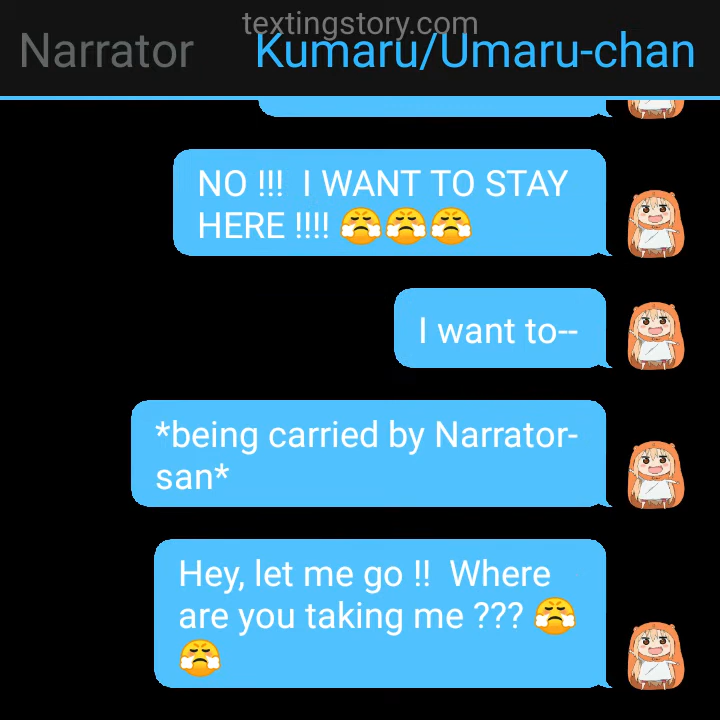 textingstory.com
Narrator Kumaru/Umaru-chan
NO !!!  I WANT TO STAY
HERE !!!! 😤😤😤
I want to--
*being carried by Narrator-
san*
Hey, let me go !!  Where
are you taking me ??? 😤
😤